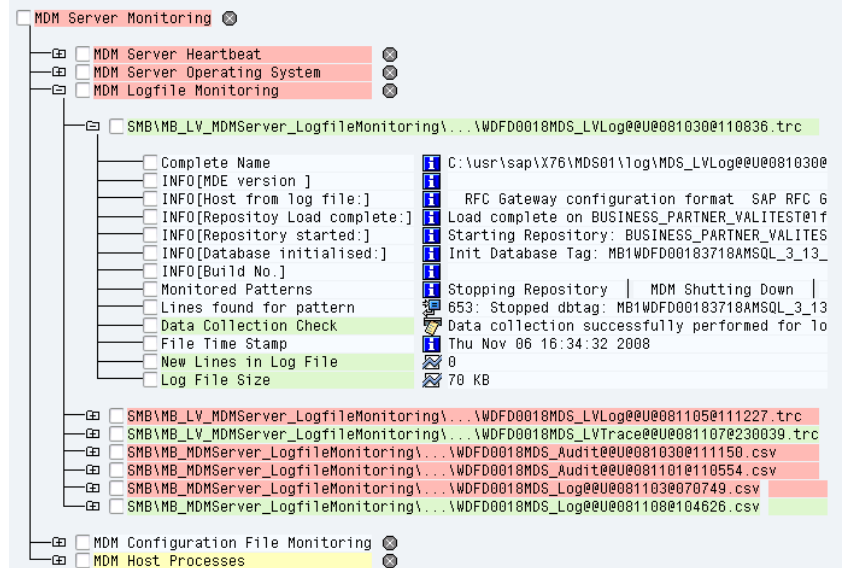 MDM Server Monitoring
MDM Server Heartbeat
MDM Server Operating System
MDM Logfile Monitoring
SMB\MB_LV_MDMServer_LogfileMonitoring\...\WDFD0018MDS_LVLog@@U@081030@110836.trc
Complete Name C:\usr\sap\X76\MDS01\log\MDS_LVLog@@U@081030@
INFO[MDE version ]
INFO[Host from log file:] RFC Gateway configuration format SAP RFC G
INFO[Repositoy Load complete:] Load complete on BUSINESS_PARTNER_VALITEST@lf
INFO[Repository started:] Starting Repository: BUSINESS_PARTNER_VALITES
INFO[Database initialised:] Init Database Tag: MB1WDFD00183718AMSQL_3_13_
INFO[Build No.]
Monitored Patterns Stopping Repository | MDM Shutting Down |
Lines found for pattern 653: Stopped dbtag: MB1WDFD00183718AMSQL_3_13
Data Collection Check Data collection successfully performed for lo
File Time Stamp Thu Nov 06 16:34:32 2008
New Lines in Log File 0
Log File Size 70 KB
SMB\MB_LV_MDMServer_LogfileMonitoring\...\WDFD0018MDS_LVLog@@U@081105@111227.trc
SMB\MB_LV_MDMServer_LogfileMonitoring\...\WDFD0018MDS_LVTrace@@U@081107@230039.trc
SMB\MB_MDMServer_LogfileMonitoring\...\WDFD0018MDS_Audit@@U@081030@111150.csv
SMB\MB_MDMServer_LogfileMonitoring\...\WDFD0018MDS_Audit@@U@081101@110554.csv
SMB\MB_MDMServer_LogfileMonitoring\...\WDFD0018MDS_Log@@U@081103@070749.csv
SMB\MB_MDMServer_LogfileMonitoring\...\WDFD0018MDS_Log@@U@081108@104626.csv
MDM Configuration File Monitoring
MDM Host Processes